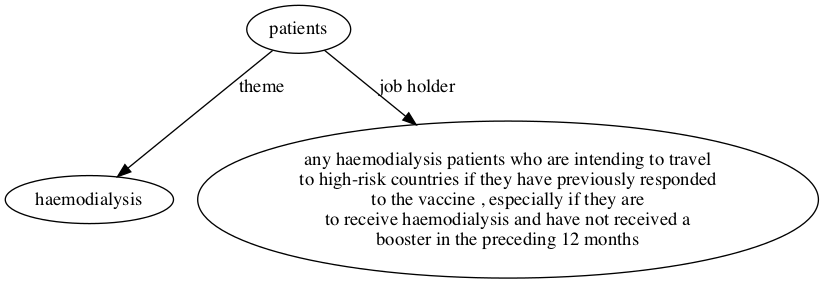 patients
theme
job holder
haemodialysis
any haemodialysis patients who are intending to travel
to high-risk countries if they have previously responded
to the vaccine , especially if they are
to receive haemodialysis and have not received a
booster in the preceding 12 months